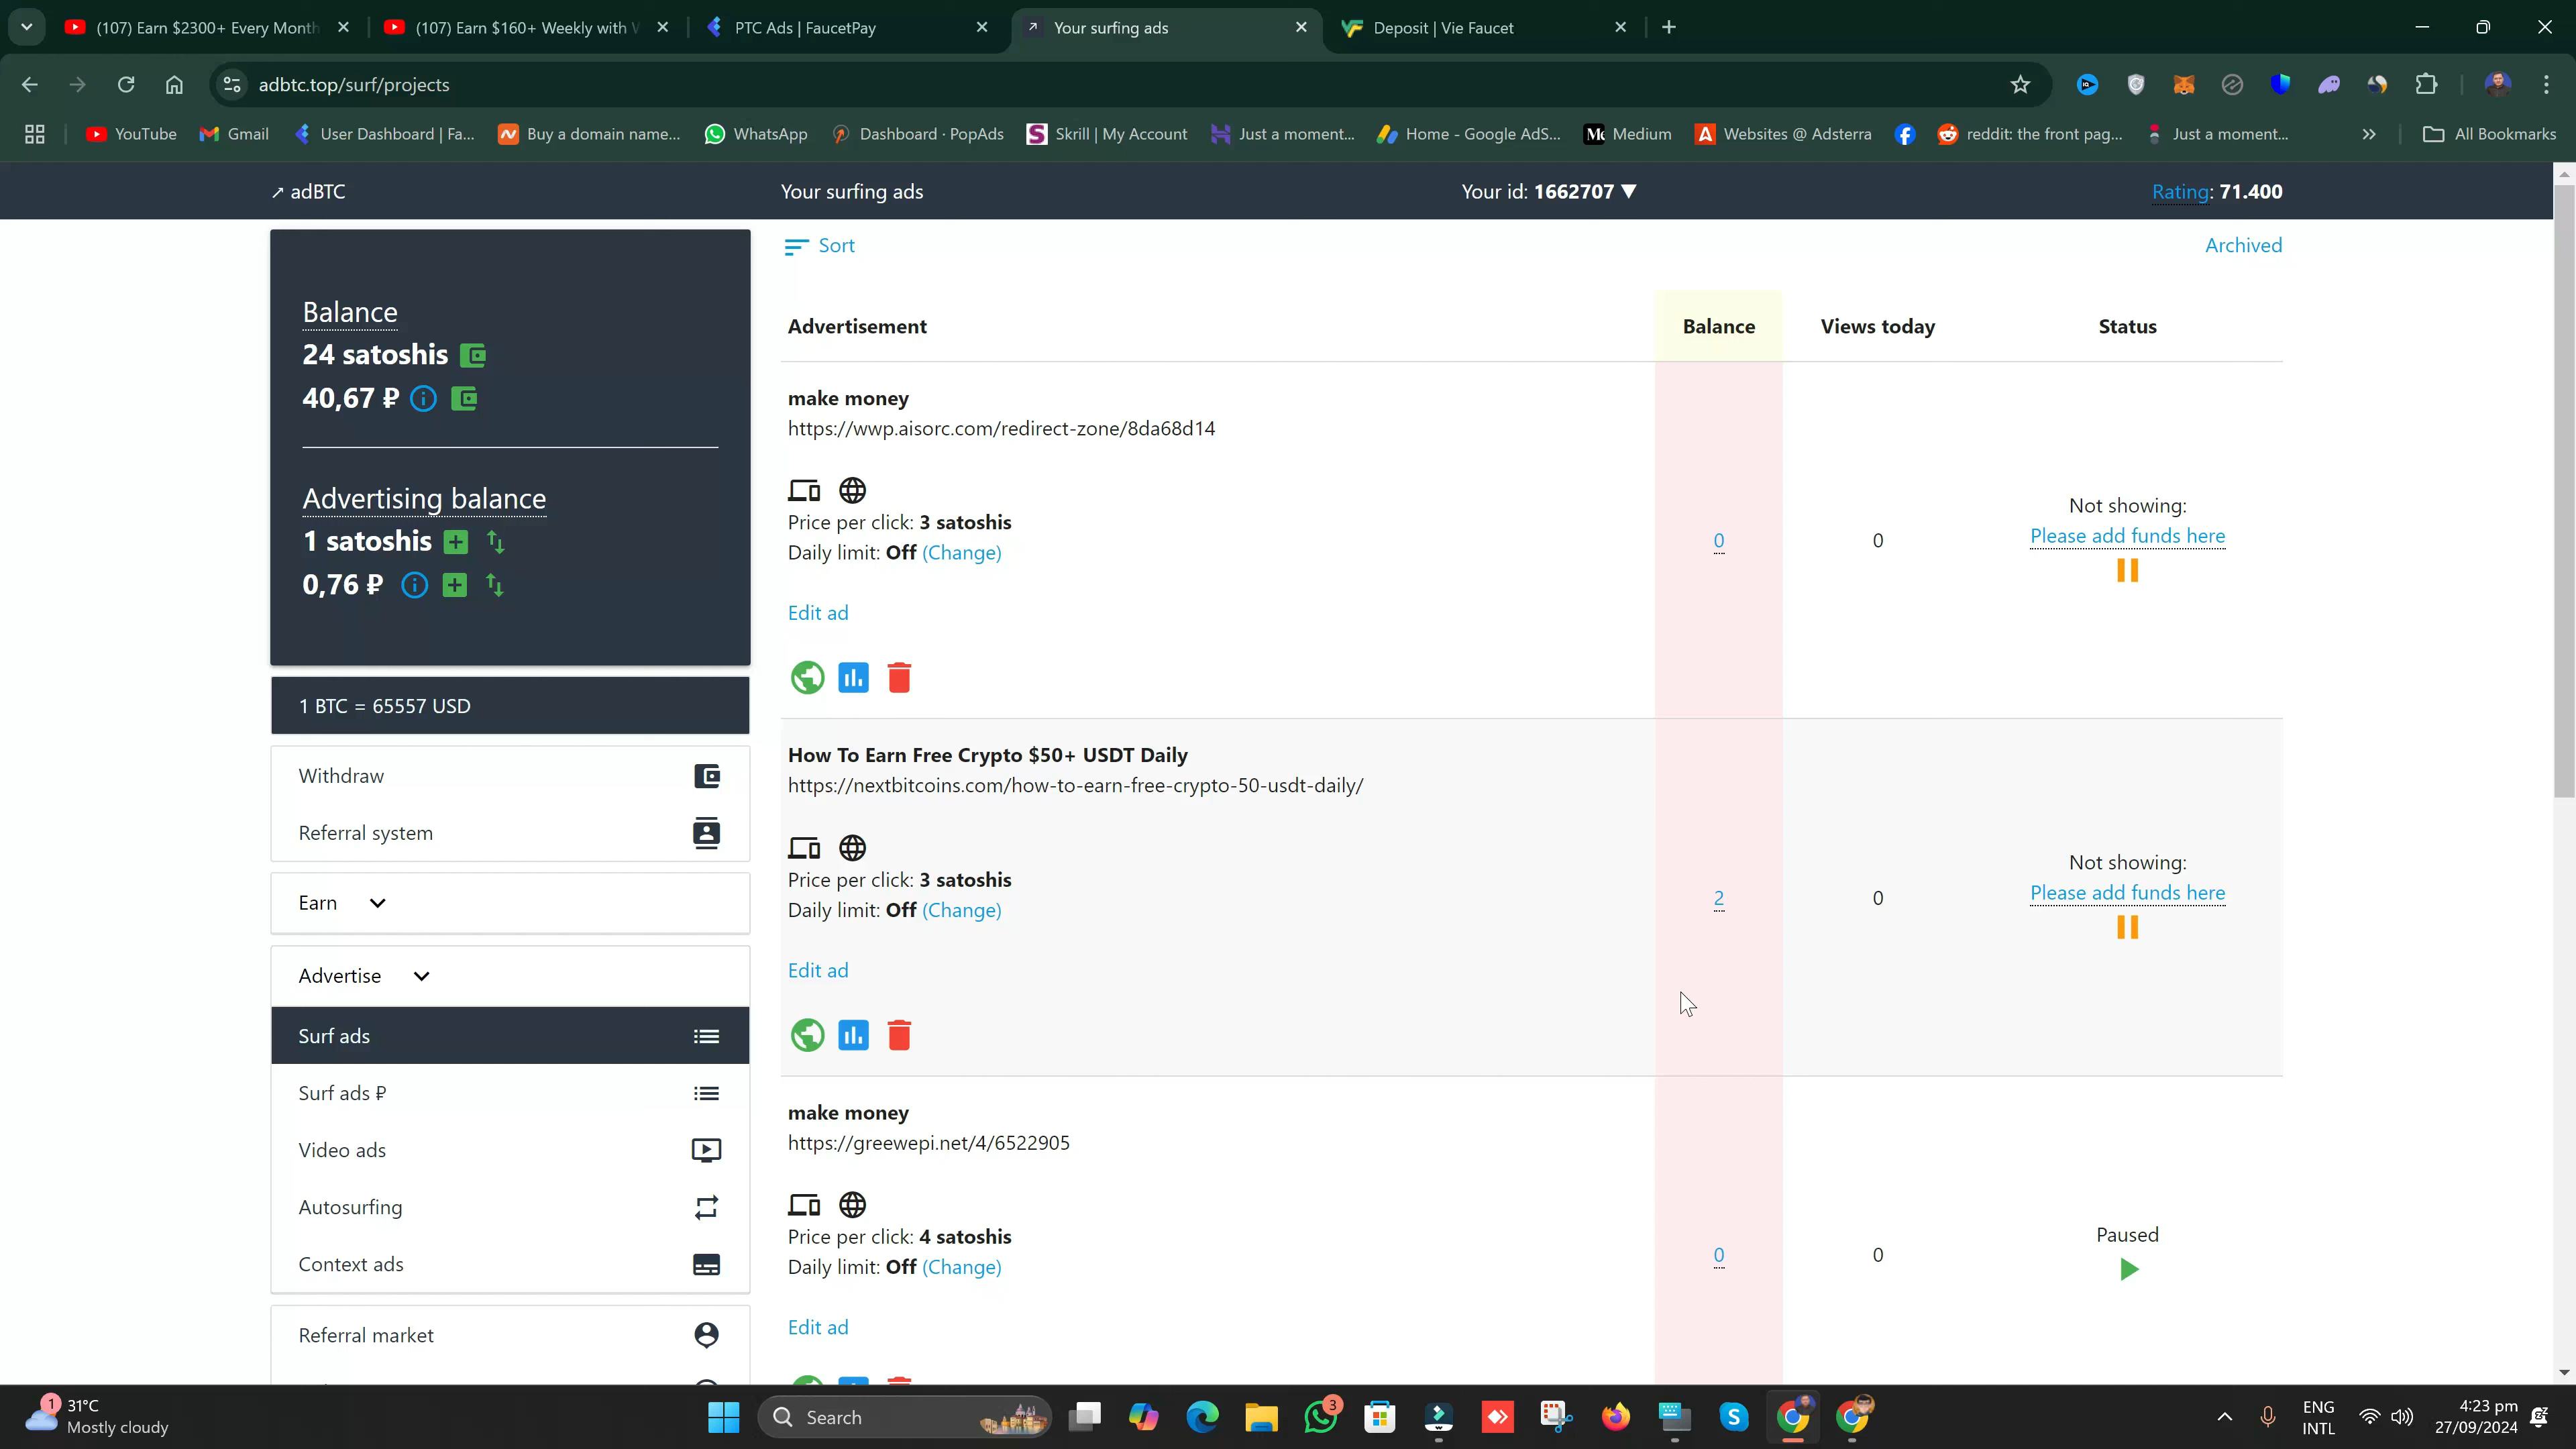 (107) Earn $2300+ Every Month
(107) Earn $160+ Weekly with
PTC Ads | FaucetPay
Your surfing ads
Deposit | Vie Faucet
adbtc.top/surf/projects
YouTube
Gmail
User Dashboard | Fa...
Buy a domain name...
WhatsApp
Dashboard · PopAds
Skrill | My Account
Just a moment...
Home - Google AdS...
Medium
Websites @ Adsterra
reddit: the front pag...
Just a moment...
All Bookmarks
adBTC
Your surfing ads
Your id: 1662707 ▼
Rating: 71.400
Balance
24 satoshis
40,67 ₽
Advertising balance
1 satoshis
0,76 ₽
1 BTC = 65557 USD
Withdraw
Referral system
Earn
Advertise
Surf ads
Surf ads ₽
Video ads
Autosurfing
Context ads
Referral market
Sort
Archived
Advertisement
Balance
Views today
Status
make money
https://wwp.aisorc.com/redirect-zone/8da68d14
Price per click: 3 satoshis
Daily limit: Off (Change)
Edit ad
0
0
Not showing:
Please add funds here
How To Earn Free Crypto $50+ USDT Daily
https://nextbitcoins.com/how-to-earn-free-crypto-50-usdt-daily/
Price per click: 3 satoshis
Daily limit: Off (Change)
Edit ad
2
0
Not showing:
Please add funds here
make money
https://greewepi.net/4/6522905
Price per click: 4 satoshis
Daily limit: Off (Change)
Edit ad
0
0
Paused
1
31°C
Mostly cloudy
Search
3
ENG
INTL
4:23 pm
27/09/2024